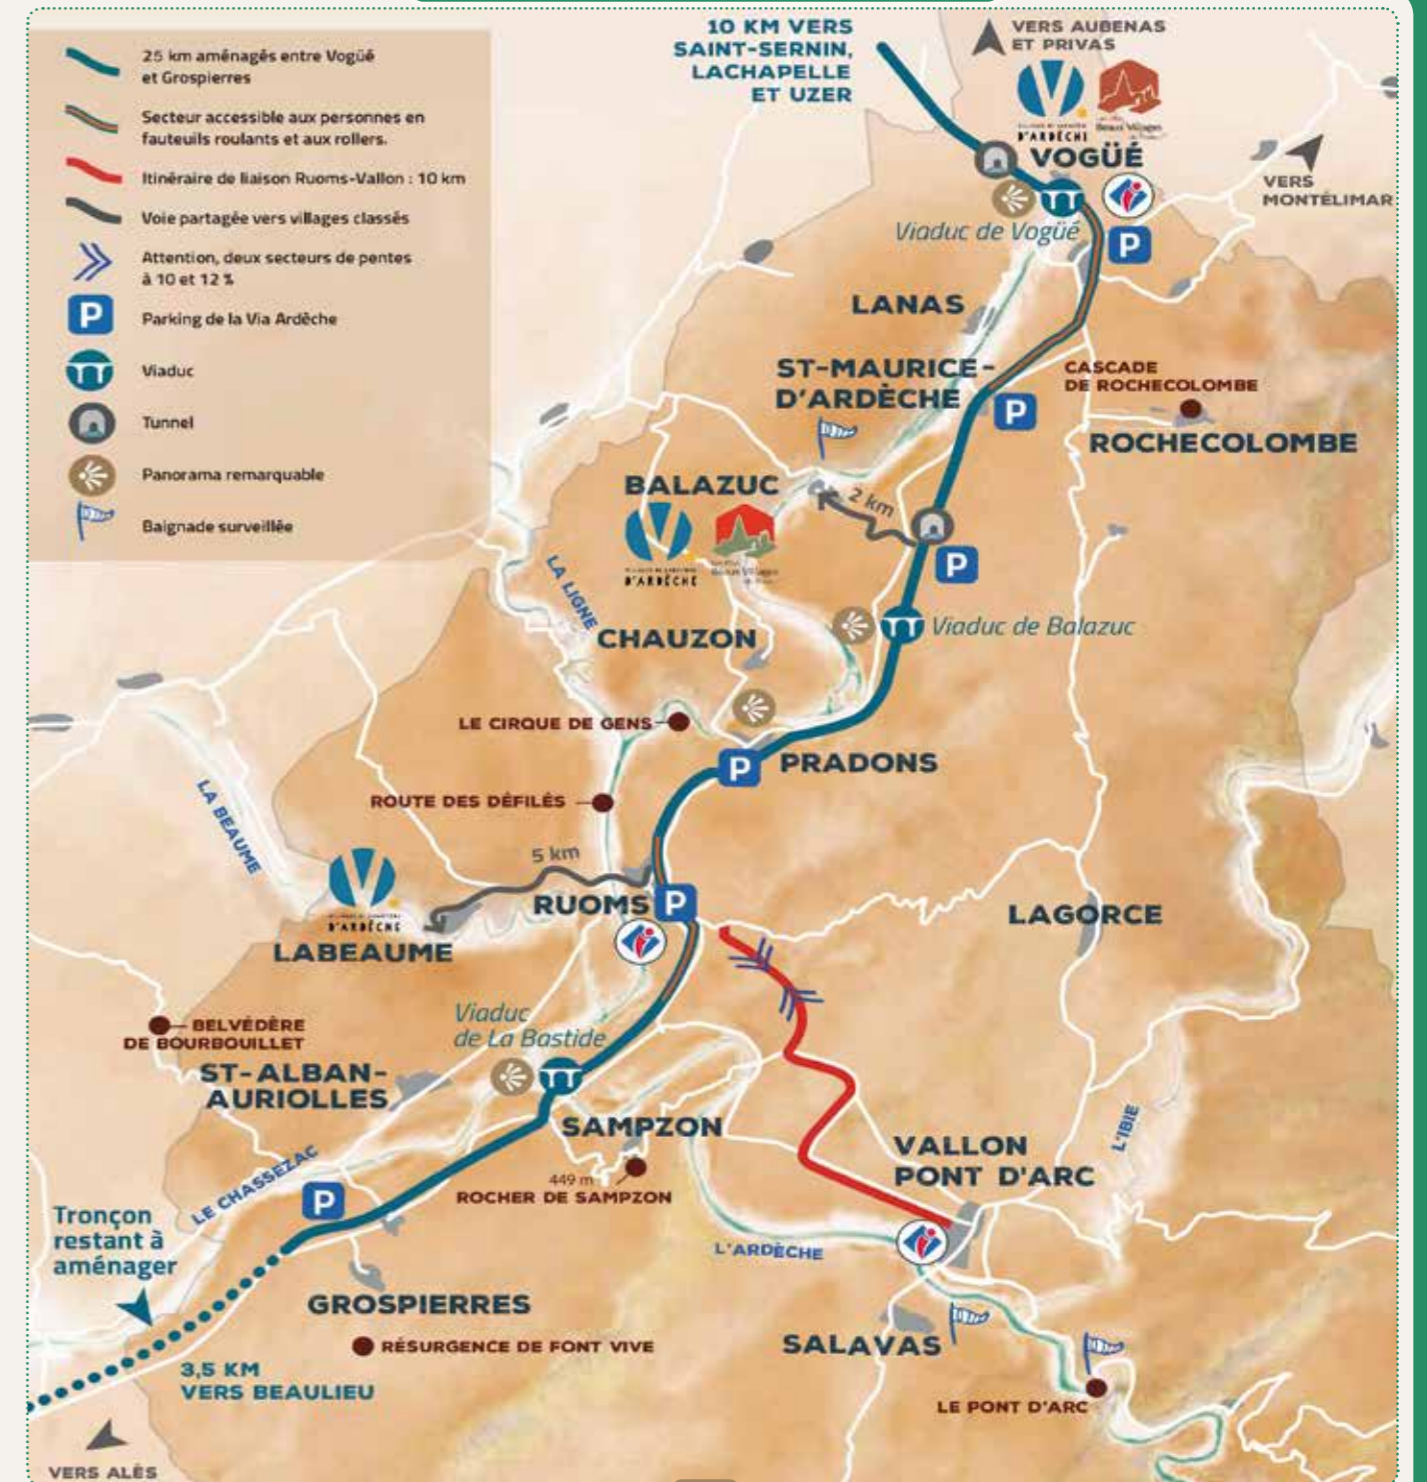 25 km aménagés entre Vogüé
et Grospierres
Secteur accessible aux personnes en
fauteuils roulants et aux rollers.
Itinéraire de liaison Ruoms-Vallon : 10 km
Voie partagée vers villages classés
Attention, deux secteurs de pentes
à 10 et 12 %
P
Parking de la Via Ardèche
Viaduc
Tunnel
Panorama remarquable
Baignade surveillée
10 KM VERS
SAINT-SERNIN,
LACHAPELLE
ET UZER
VERS AUBENAS
ET PRIVAS
D'ARDÈCHE
VOGÜÉ
VERS
MONTÉLIMAR
Viaduc de Vogüé
P
LANAS
ST-MAURICE-
D'ARDÈCHE
P
CASCADE
DE ROCHECOLOMBE
ROCHECOLOMBE
BALAZUC
2 km
D'ARDÈCHE
P
LA LIGNE
CHAUZON
Viaduc de Balazuc
LE CIRQUE DE GENS
P
PRADONS
ROUTE DES DÉFILÉS
LA BEAUME
5 km
D'ARDÈCHE
RUOMS
P
LABEAUME
LAGORCE
Viaduc
de La Bastide
BELVÉDÈRE
DE BOURBOUILLET
ST-ALBAN-
AURIOLLES
SAMPZON
449 m
ROCHER DE SAMPZON
VALLON
PONT D'ARC
L'IBIE
LE CHASSEZAC
P
Tronçon
restant à
aménager
L'ARDÈCHE
GROSPIERRES
RÉSURGENCE DE FONT VIVE
SALAVAS
3,5 KM
VERS BEAULIEU
LE PONT D'ARC
VERS ALÈS